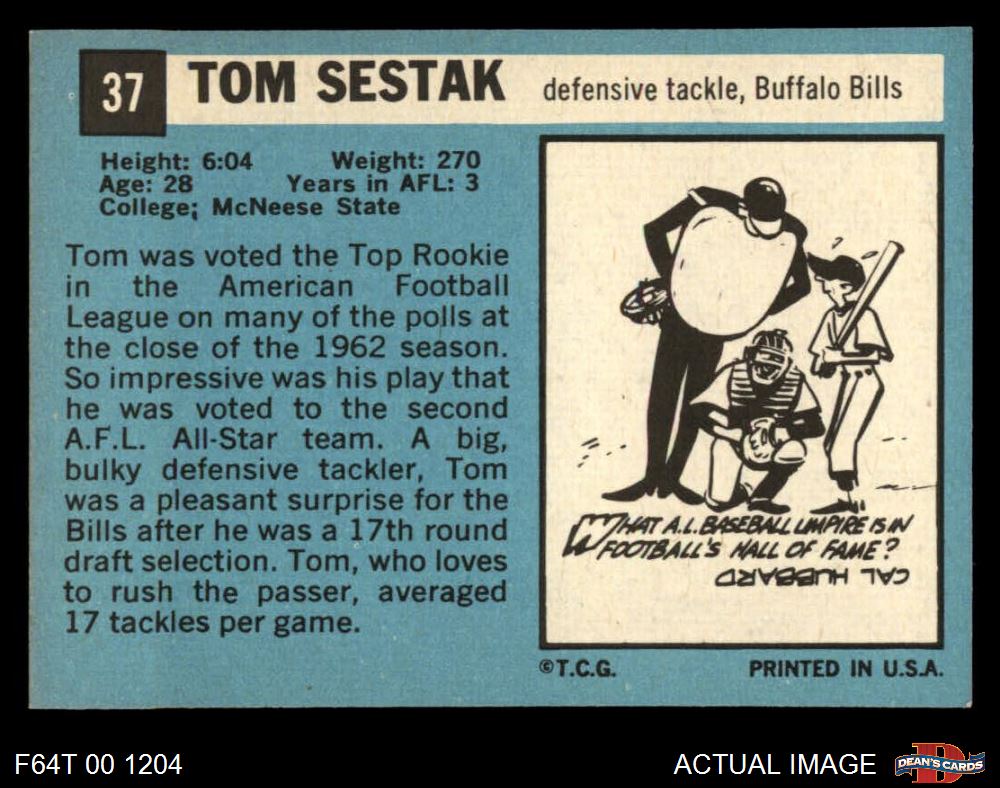 37
TOM SESTAK
defensive tackle, Buffalo Bills
Height: 6:04 Weight: 270
Age: 28 Years in AFL: 3
College; McNeese State
Tom was voted the Top Rookie
in the American Football
League on many of the polls at
the close of the 1962 season.
So impressive was his play that
he was voted to the second
A.F.L. All-Star team. A big,
bulky defensive tackler, Tom
was a pleasant surprise for the
Bills after he was a 17th round
draft selection. Tom, who loves
to rush the passer, averaged
17 tackles per game.
WHAT A.L. BASEBALL UMPIRE IS IN
FOOTBALL'S HALL OF FAME?
CAL HUBBARD
©T.C.G. PRINTED IN U.S.A.
F64T 00 1204
ACTUAL IMAGE
DEAN'S CARDS